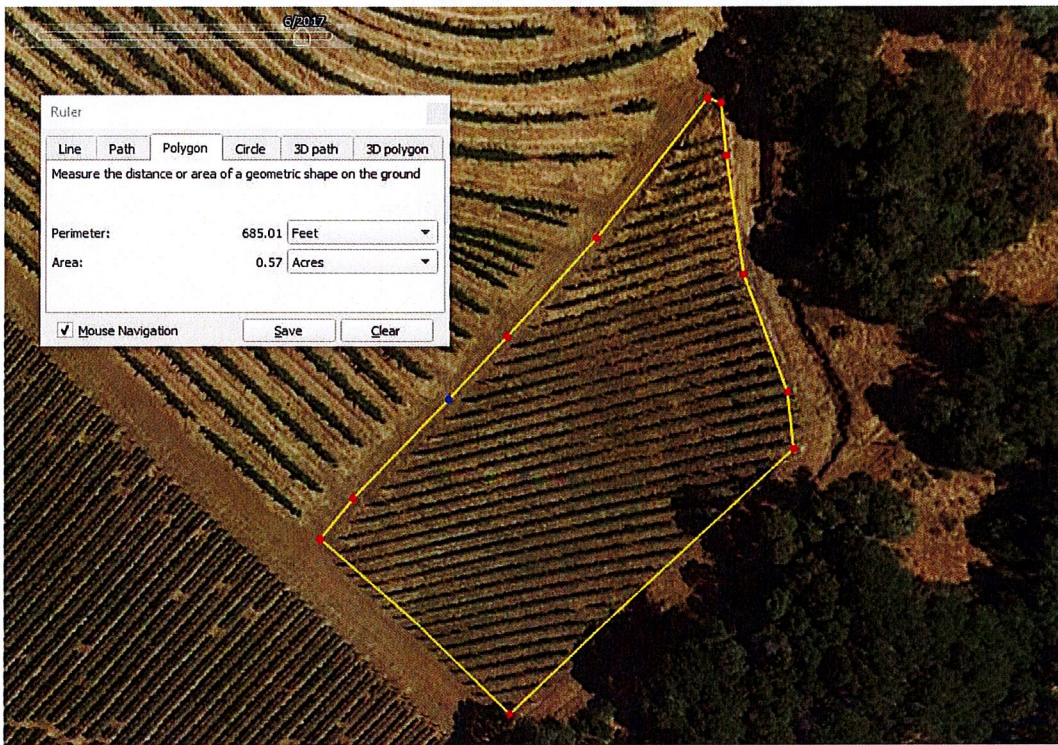 6/2017
Ruler
Line Path Polygon Circle 3D path 3D polygon
Measure the distance or area of a geometric shape on the ground
Perimeter: 685.01 Feet
Area: 0.57 Acres
Mouse Navigation Save Clear